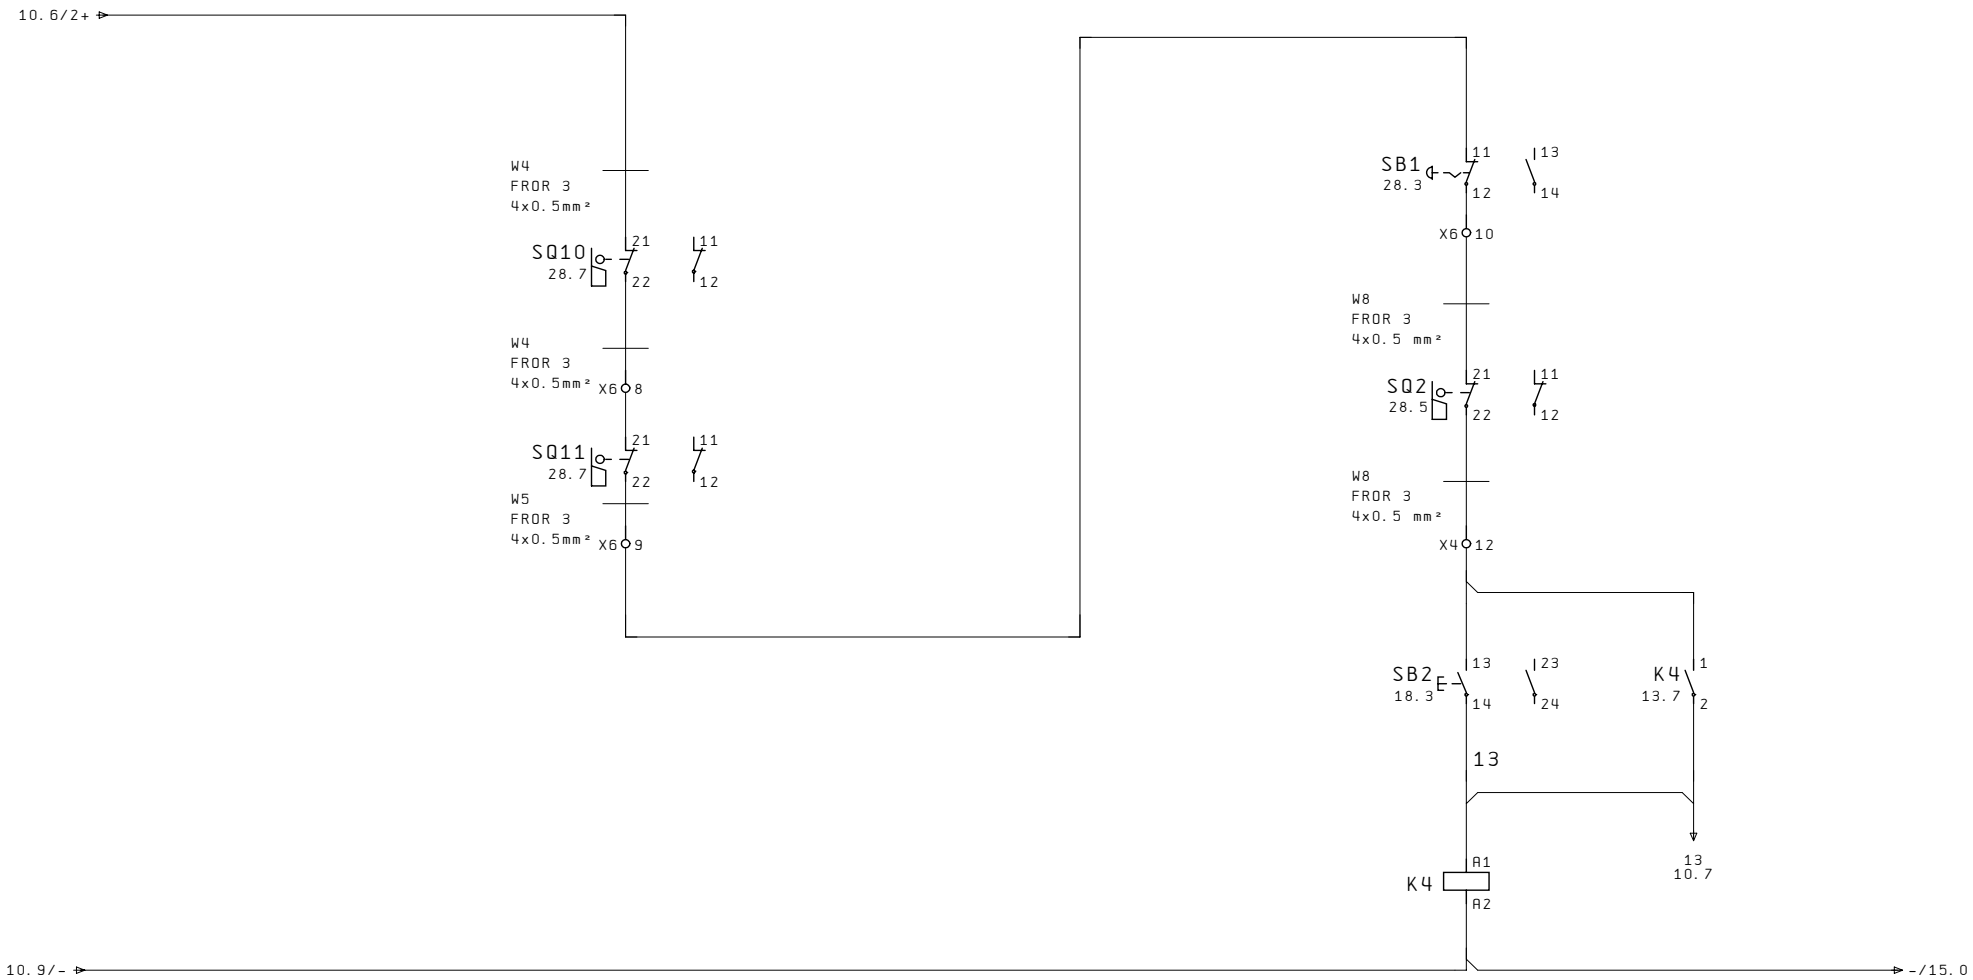 10.6/2+
W4
FROR 3
4x0.5mm²
SQ10
28.7
21
22
11
12
W4
FROR 3
4x0.5mm²
X6 8
SQ11
28.7
21
22
11
12
W5
FROR 3
4x0.5mm²
X6 9
SB1
28.3
11
12
13
14
X6 10
W8
FROR 3
4x0.5 mm²
SQ2
28.5
21
22
11
12
W8
FROR 3
4x0.5 mm²
X4 12
SB2
18.3
13
14
23
24
K4
13.7
1
2
13
13
10.7
K4
A1
A2
10.9/-
-/15.0